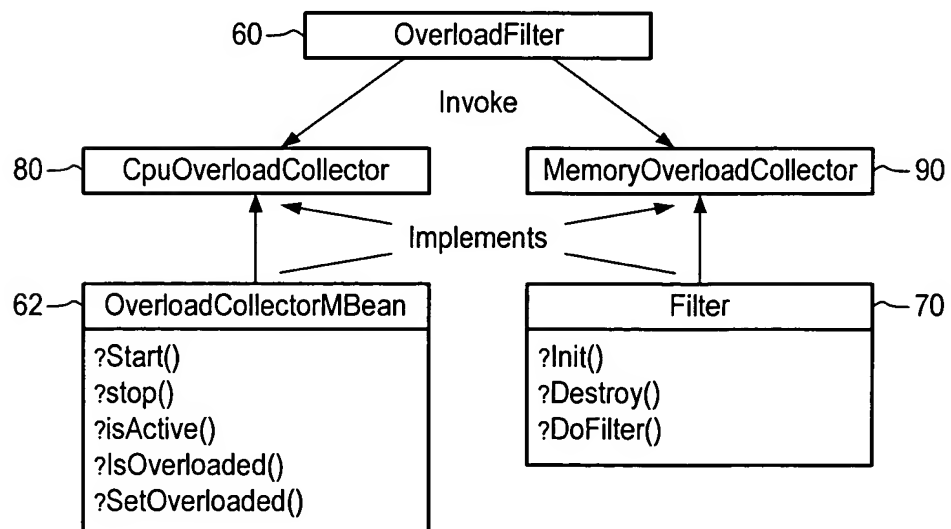 60 OverloadFilter
Invoke
80 CpuOverloadCollector
MemoryOverloadCollector 90
Implements
62 OverloadCollectorMBean
?Start()
?stop()
?isActive()
?IsOverloaded()
?SetOverloaded()
Filter 70
?Init()
?Destroy()
?DoFilter()